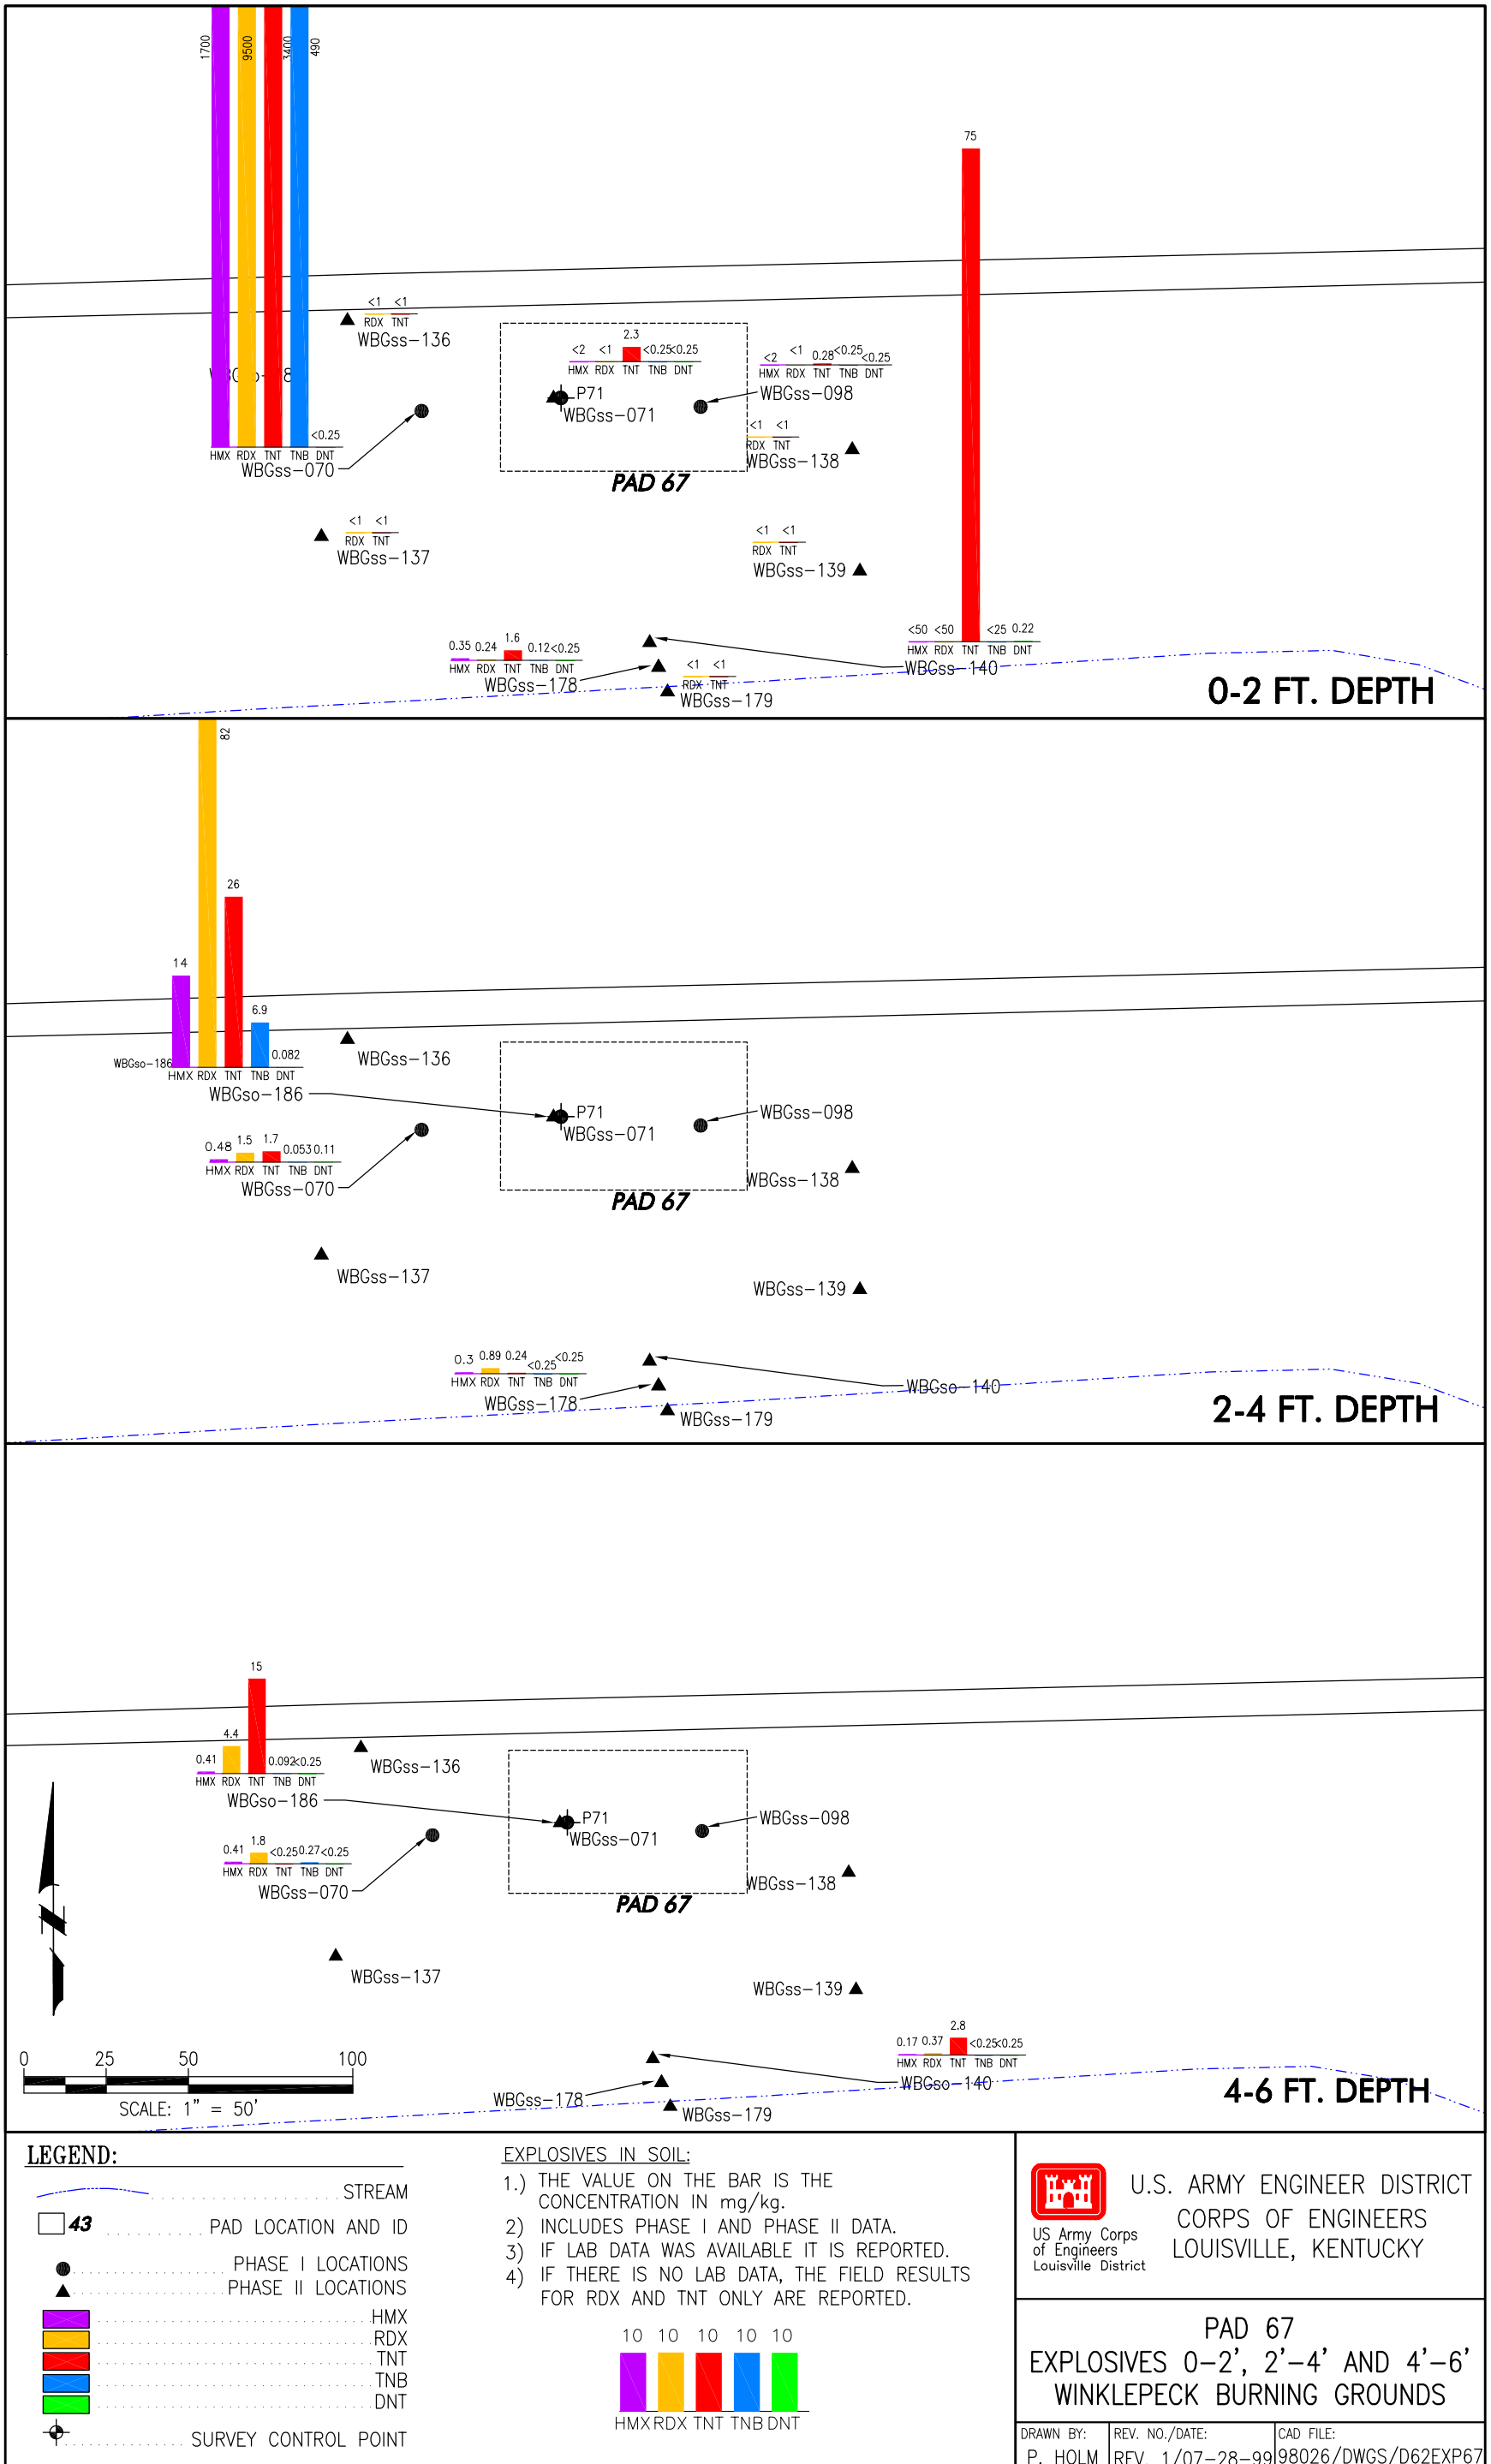 1700
9500
3400
490
<0.25
HMX RDX TNT TNB DNT
WBGss-070
<1 <1
RDX TNT
WBGss-136
2.3
<2 <1 <0.25 <0.25
HMX RDX TNT TNB DNT
P71
WBGss-071
PAD 67
<2 <1 0.28 <0.25 <0.25
HMX RDX TNT TNB DNT
WBGss-098
<1 <1
RDX TNT
WBGss-138
75
<1 <1
RDX TNT
WBGss-137
<1 <1
RDX TNT
WBGss-139
<50 <50 <25 0.22
HMX RDX TNT TNB DNT
WBGss-140
0.35 0.24 1.6 0.12 <0.25
HMX RDX TNT TNB DNT
WBGss-178
<1 <1
RDX TNT
WBGss-179
0-2 FT. DEPTH
82
26
14
6.9
0.082
WBGso-186
HMX RDX TNT TNB DNT
WBGso-186
WBGss-136
P71
WBGss-071
WBGss-098
0.48 1.5 1.7 0.053 0.11
HMX RDX TNT TNB DNT
WBGss-070
WBGss-138
PAD 67
WBGss-137
WBGss-139
0.3 0.89 0.24 <0.25 <0.25
HMX RDX TNT TNB DNT
WBGss-178
WBGso-140
WBGss-179
2-4 FT. DEPTH
15
4.4
0.41 0.092 <0.25
HMX RDX TNT TNB DNT
WBGso-186
WBGss-136
P71
WBGss-071
WBGss-098
0.41 1.8 <0.25 0.27 <0.25
HMX RDX TNT TNB DNT
WBGss-070
WBGss-138
PAD 67
WBGss-137
WBGss-139
0.17 0.37 2.8 <0.25 <0.25
HMX RDX TNT TNB DNT
WBGso-140
WBGss-178
WBGss-179
4-6 FT. DEPTH
N
0 25 50 100
SCALE: 1" = 50'
LEGEND:
STREAM
43 PAD LOCATION AND ID
PHASE I LOCATIONS
PHASE II LOCATIONS
HMX
RDX
TNT
TNB
DNT
SURVEY CONTROL POINT
EXPLOSIVES IN SOIL:
1.) THE VALUE ON THE BAR IS THE
CONCENTRATION IN mg/kg.
2) INCLUDES PHASE I AND PHASE II DATA.
3) IF LAB DATA WAS AVAILABLE IT IS REPORTED.
4) IF THERE IS NO LAB DATA, THE FIELD RESULTS
FOR RDX AND TNT ONLY ARE REPORTED.
10 10 10 10 10
HMX RDX TNT TNB DNT
US Army Corps
of Engineers
Louisville District
U.S. ARMY ENGINEER DISTRICT
CORPS OF ENGINEERS
LOUISVILLE, KENTUCKY
PAD 67
EXPLOSIVES 0-2', 2'-4' AND 4'-6'
WINKLEPECK BURNING GROUNDS
DRAWN BY:
P. HOLM
REV. NO./DATE:
REV. 1/07-28-99
CAD FILE:
98026/DWGS/D62EXP67